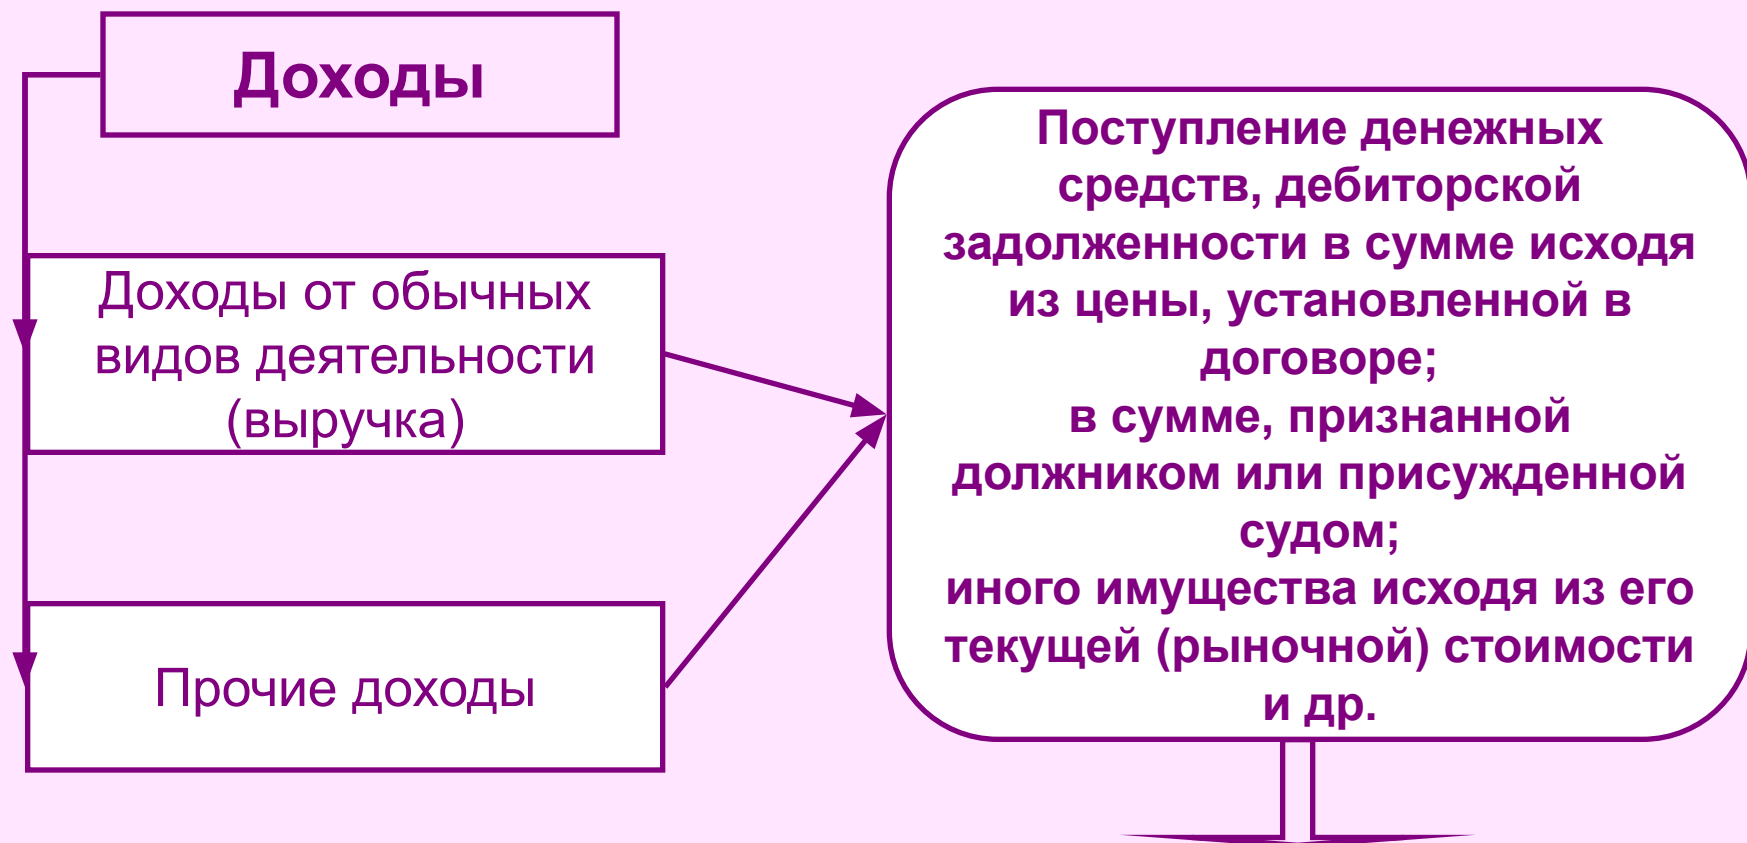 Доходы
Доходы от обычных
видов деятельности
(выручка)
Прочие доходы
Поступление денежных
средств, дебиторской
задолженности в сумме исходя
из цены, установленной в
договоре;
в сумме, признанной
должником или присужденной
судом;
иного имущества исходя из его
текущей (рыночной) стоимости
и др.